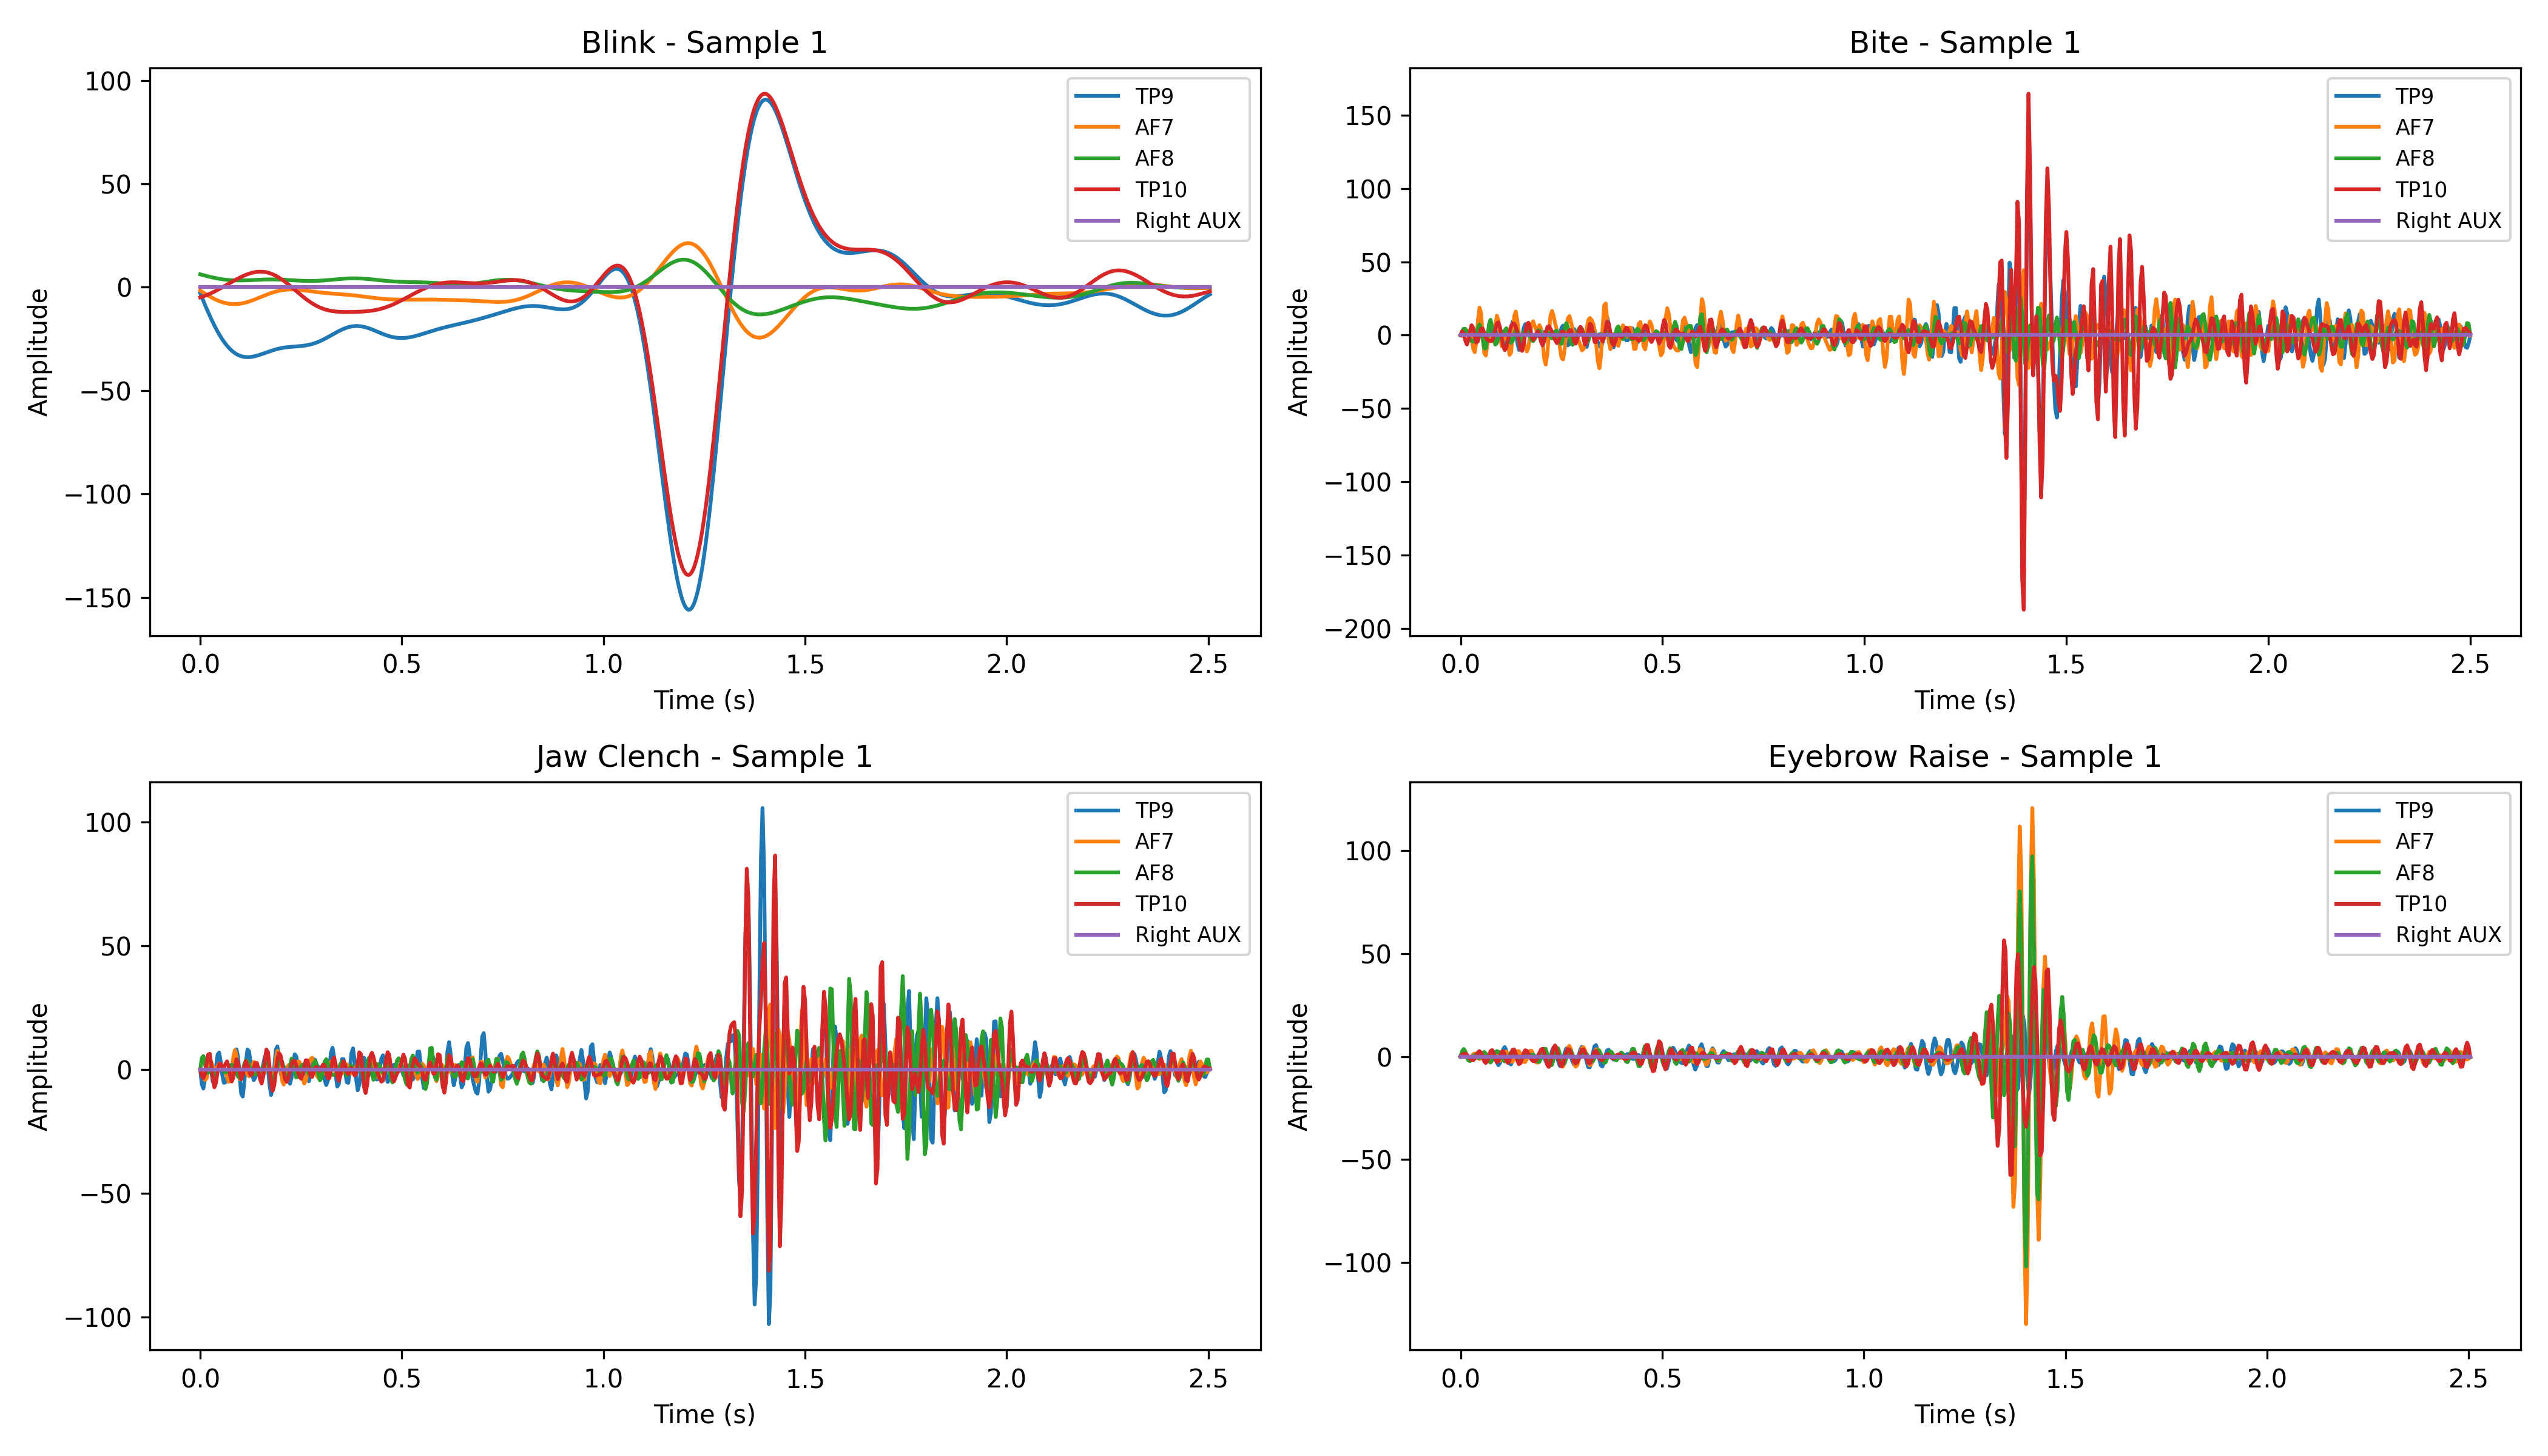 Blink - Sample 1
100
50
0
−50
−100
−150
Amplitude
0.0 0.5 1.0 1.5 2.0 2.5
Time (s)
TP9
AF7
AF8
TP10
Right AUX
Bite - Sample 1
150
100
50
0
−50
−100
−150
−200
Amplitude
0.0 0.5 1.0 1.5 2.0 2.5
Time (s)
TP9
AF7
AF8
TP10
Right AUX
Jaw Clench - Sample 1
100
50
0
−50
−100
Amplitude
0.0 0.5 1.0 1.5 2.0 2.5
Time (s)
TP9
AF7
AF8
TP10
Right AUX
Eyebrow Raise - Sample 1
100
50
0
−50
−100
Amplitude
0.0 0.5 1.0 1.5 2.0 2.5
Time (s)
TP9
AF7
AF8
TP10
Right AUX